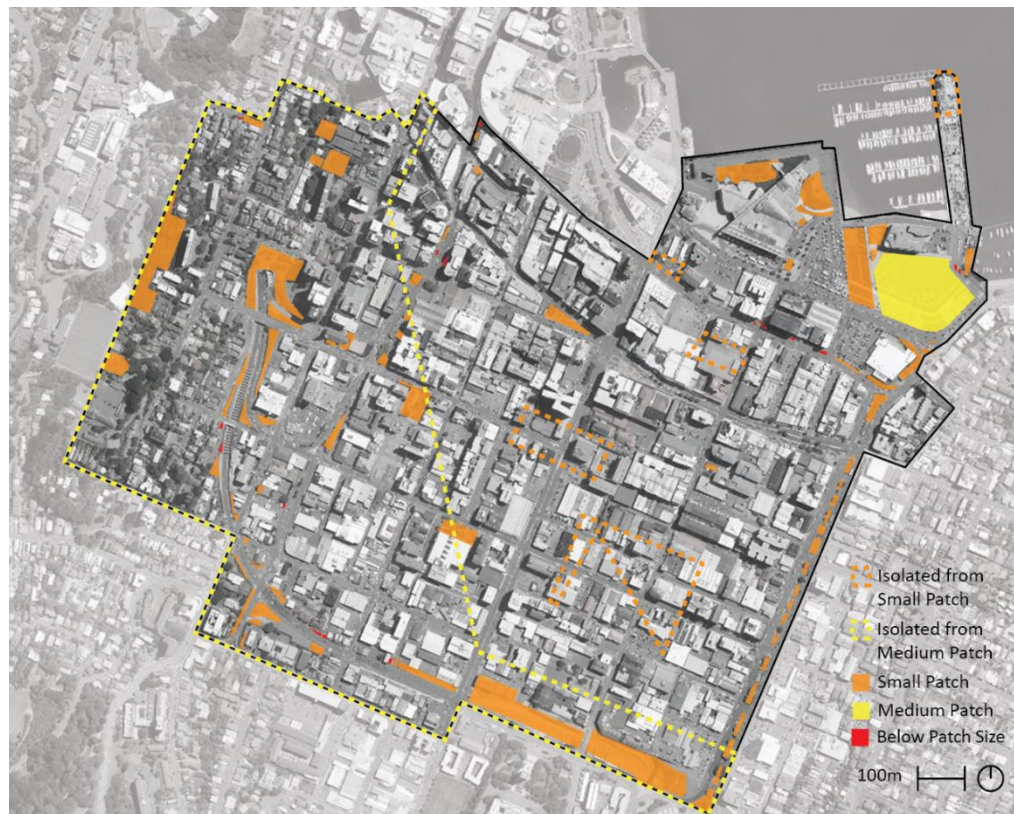 Isolated from
Small Patch
Isolated from
Medium Patch
Small Patch
Medium Patch
Below Patch Size
100m